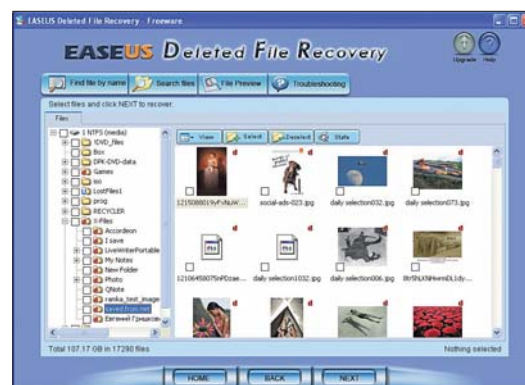 EASEUS Deleted File Recovery - Freeware
EASEUS Deleted File Recovery
Upgrade Help
Find file by name Search files File Preview Troubleshooting
Select files and click NEXT to recover.
Files
View Select Deselect State
1 NTFS (media)
!DVD_files
Box
DPK-DVD-data
Games
iso
LostFiles1
prog
RECYCLER
X-Files
Accordeon
I save
LiveWriterPortable
My Notes
New Folder
Photo
QNote
ranika_test_image
saved from net
Евгений Гришков
social-ads-023.jpg daily selection032.jpg daily selection073.jpg
daily selection1032.jpg daily selection006.jpg
Total 187.17 GB in 17290 files Nothing selected
HOME BACK NEXT